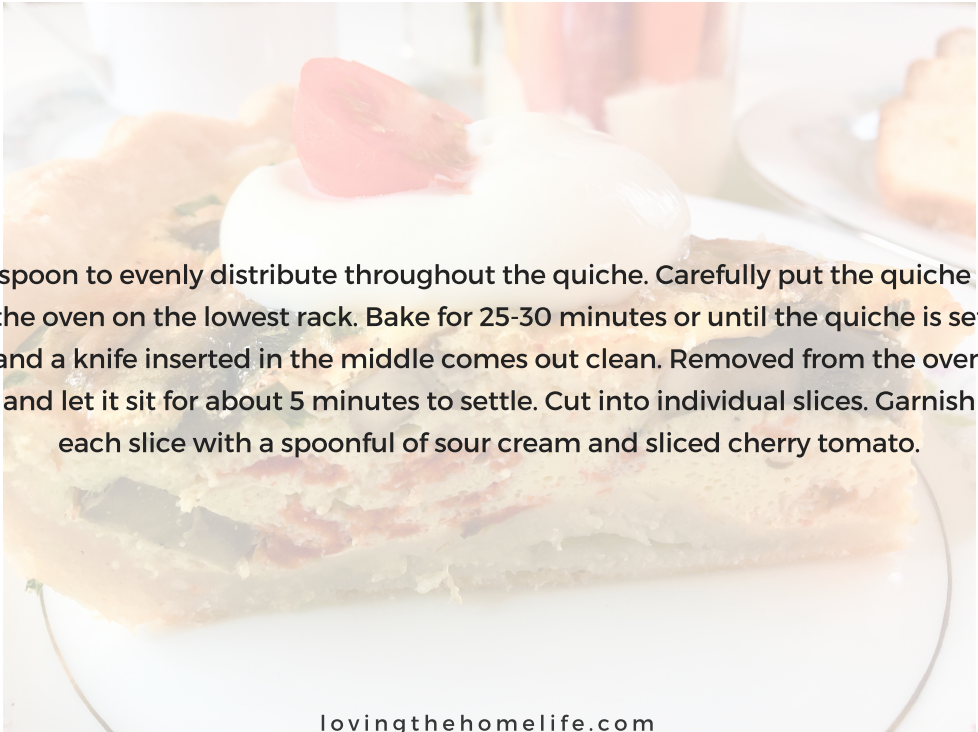 spoon to evenly distribute throughout the quiche. Carefully put the quiche
the oven on the lowest rack. Bake for 25-30 minutes or until the quiche is set
and a knife inserted in the middle comes out clean. Removed from the oven
and let it sit for about 5 minutes to settle. Cut into individual slices. Garnish
each slice with a spoonful of sour cream and sliced cherry tomato.
lovingthehomelife.com